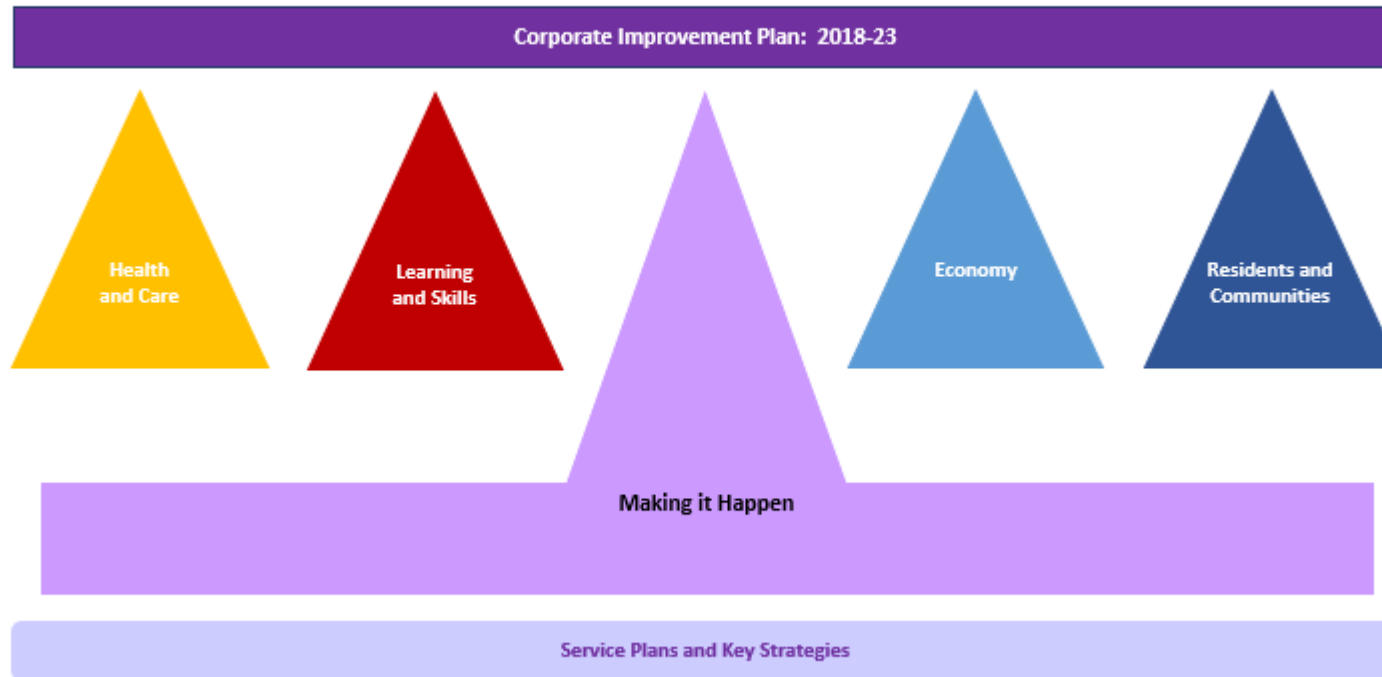 Corporate Improvement Plan:  2018-23
Health
and Care
Learning
and Skills
Economy
Residents and
Communities
Making it Happen
Service Plans and Key Strategies